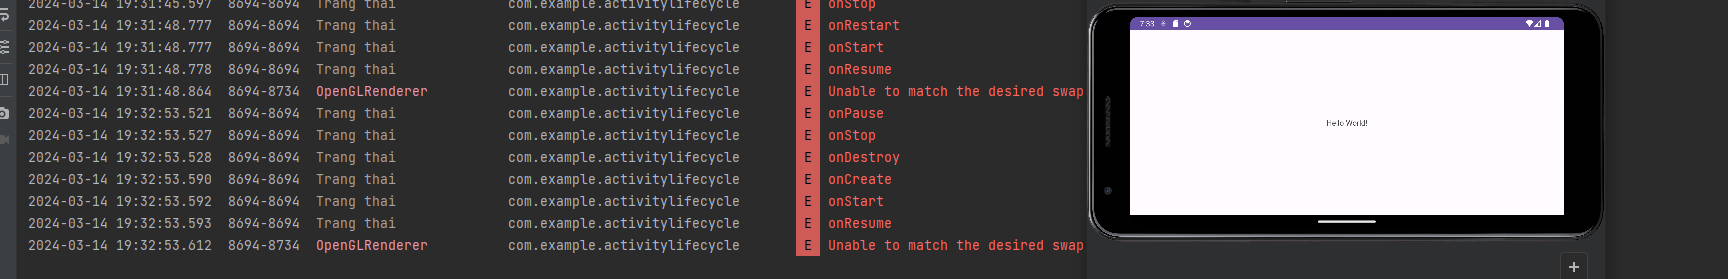 2024-03-14 19:31:45.597 8694-8694 Trang thai com.example.activitylifecycle E onStop
2024-03-14 19:31:48.777 8694-8694 Trang thai com.example.activitylifecycle E onRestart
2024-03-14 19:31:48.777 8694-8694 Trang thai com.example.activitylifecycle E onStart
2024-03-14 19:31:48.778 8694-8694 Trang thai com.example.activitylifecycle E onResume
2024-03-14 19:31:48.864 8694-8734 OpenGLRenderer com.example.activitylifecycle E Unable to match the desired swap
2024-03-14 19:32:53.521 8694-8694 Trang thai com.example.activitylifecycle E onPause
2024-03-14 19:32:53.527 8694-8694 Trang thai com.example.activitylifecycle E onStop
2024-03-14 19:32:53.528 8694-8694 Trang thai com.example.activitylifecycle E onDestroy
2024-03-14 19:32:53.590 8694-8694 Trang thai com.example.activitylifecycle E onCreate
2024-03-14 19:32:53.592 8694-8694 Trang thai com.example.activitylifecycle E onStart
2024-03-14 19:32:53.593 8694-8694 Trang thai com.example.activitylifecycle E onResume
2024-03-14 19:32:53.612 8694-8734 OpenGLRenderer com.example.activitylifecycle E Unable to match the desired swap
7:33
Hello World!